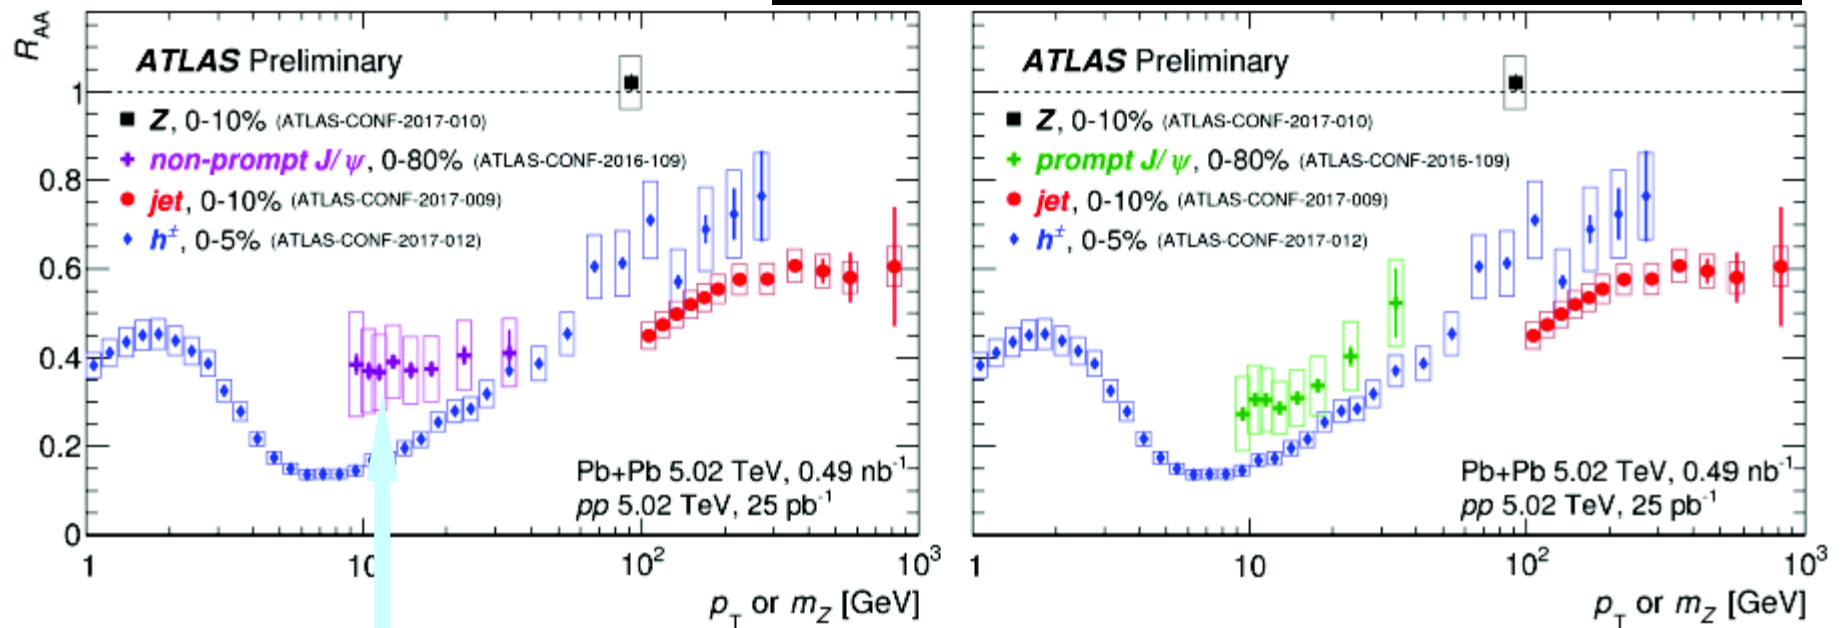 R_AA
ATLAS Preliminary
1
Z, 0-10% (ATLAS-CONF-2017-010)
non-prompt J/ψ, 0-80% (ATLAS-CONF-2016-109)
0.8
jet, 0-10% (ATLAS-CONF-2017-009)
h±, 0-5% (ATLAS-CONF-2017-012)
0.6
0.4
0.2
Pb+Pb 5.02 TeV, 0.49 nb⁻¹
pp 5.02 TeV, 25 pb⁻¹
0
1 10 10² 10³
p_T or m_Z [GeV]
ATLAS Preliminary
Z, 0-10% (ATLAS-CONF-2017-010)
prompt J/ψ, 0-80% (ATLAS-CONF-2016-109)
jet, 0-10% (ATLAS-CONF-2017-009)
h±, 0-5% (ATLAS-CONF-2017-012)
Pb+Pb 5.02 TeV, 0.49 nb⁻¹
pp 5.02 TeV, 25 pb⁻¹
1 10 10² 10³
p_T or m_Z [GeV]